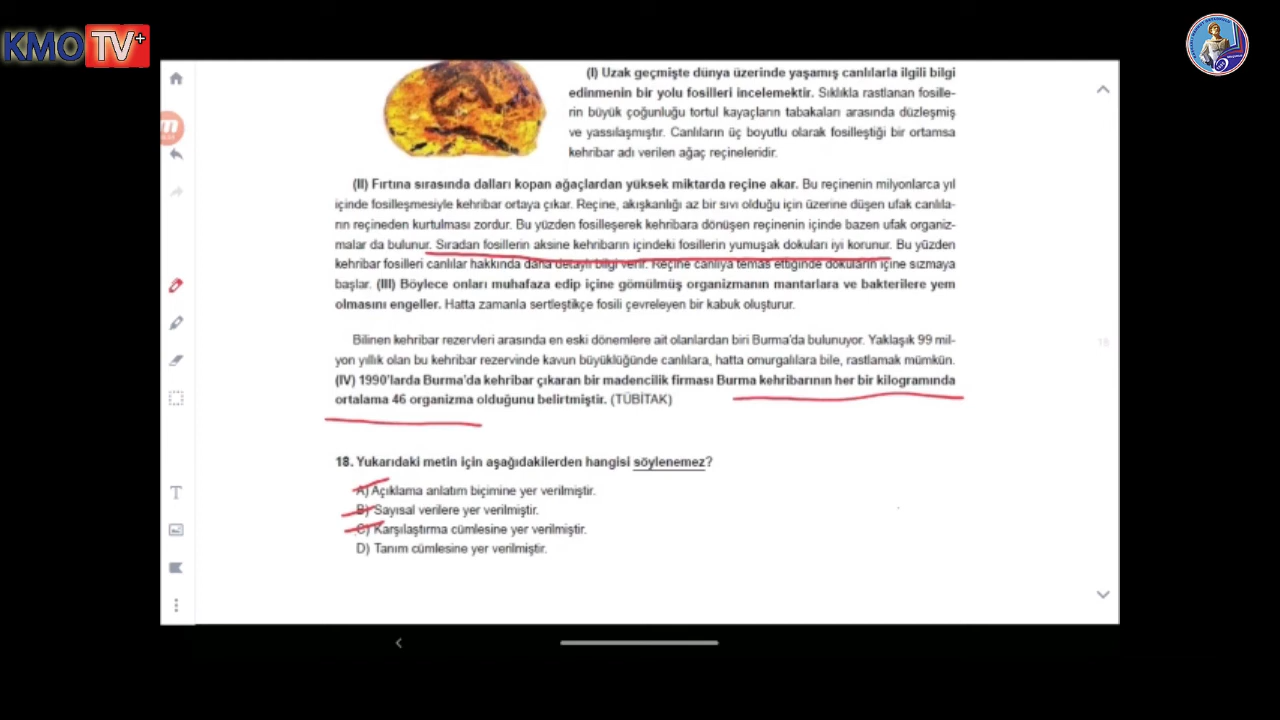 KMO TV+
(I) Uzak geçmişte dünya üzerinde yaşamış canlılarla ilgili bilgi
edinmenin bir yolu fosilleri incelemektir. Sıklıkla rastlanan fosille-
rin büyük çoğunluğu tortul kayaçların tabakaları arasında düzleşmiş
ve yassılaşmıştır. Canlıların üç boyutlu olarak fosilleştiği bir ortamsa
kehribar adı verilen ağaç reçineleridir.
(II) Fırtına sırasında dalları kopan ağaçlardan yüksek miktarda reçine akar. Bu reçinenin milyonlarca yıl
içinde fosilleşmesiyle kehribar ortaya çıkar. Reçine, akışkanlığı az bir sıvı olduğu için üzerine düşen ufak canlıla-
rın reçineden kurtulması zordur. Bu yüzden fosilleşerek kehribara dönüşen reçinenin içinde bazen ufak organiz-
malar da bulunur. Sıradan fosillerin aksine kehribarın içindeki fosillerin yumuşak dokuları iyi korunur. Bu yüzden
kehribar fosilleri canlılar hakkında daha detaylı bilgi verir. Reçine canlıya temas ettiğinde dokuların içine sızmaya
başlar. (III) Böylece onları muhafaza edip içine gömülmüş organizmanın mantarlara ve bakterilere yem
olmasını engeller. Hatta zamanla sertleştikçe fosili çevreleyen bir kabuk oluşturur.
Bilinen kehribar rezervleri arasında en eski dönemlere ait olanlardan biri Burma'da bulunuyor. Yaklaşık 99 mil-
yon yıllık olan bu kehribar rezervinde kavun büyüklüğünde canlılara, hatta omurgalılara bile, rastlamak mümkün.
(IV) 1990'larda Burma'da kehribar çıkaran bir madencilik firması Burma kehribarının her bir kilogramında
ortalama 46 organizma olduğunu belirtmiştir. (TÜBİTAK)
18
18. Yukarıdaki metin için aşağıdakilerden hangisi söylenemez?
A) Açıklama anlatım biçimine yer verilmiştir.
B) Sayısal verilere yer verilmiştir.
C) Karşılaştırma cümlesine yer verilmiştir.
D) Tanım cümlesine yer verilmiştir.